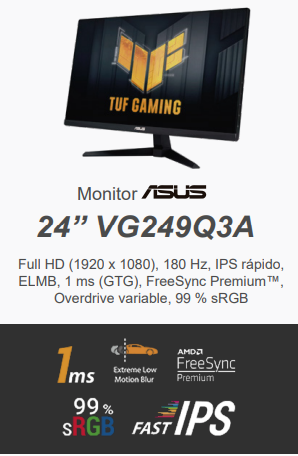 TUF GAMING
ASUS
Monitor ASUS
24” VG249Q3A
Full HD (1920 x 1080), 180 Hz, IPS rápido,
ELMB, 1 ms (GTG), FreeSync Premium™,
Overdrive variable, 99 % sRGB
1ms
Extreme Low
Motion Blur
AMD
FreeSync
Premium
99%
sRGB
FAST IPS